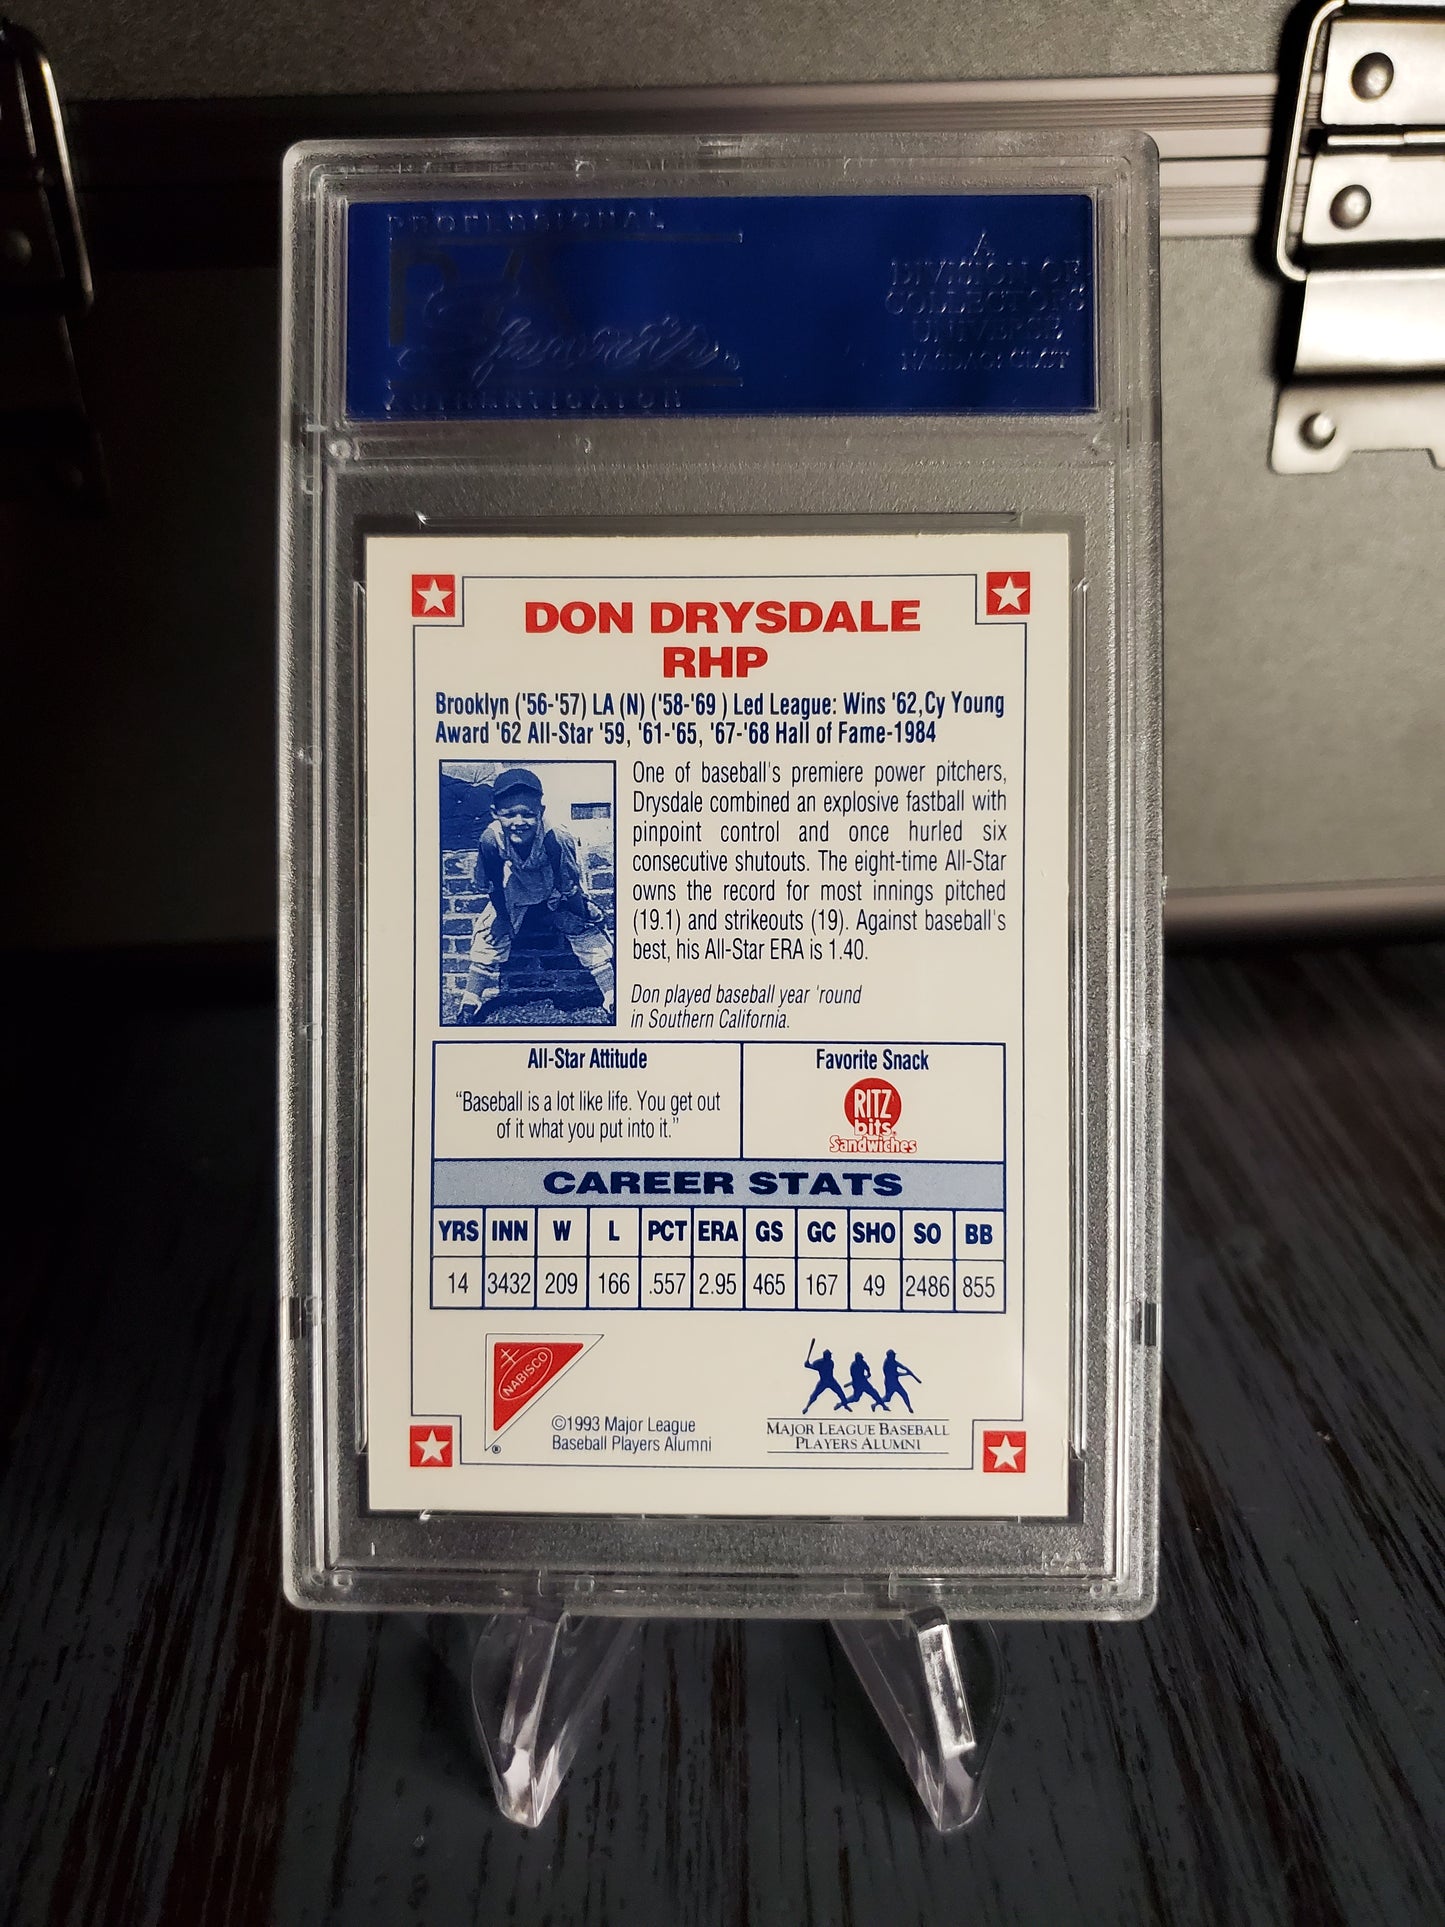 PROFESSIONAL
PSA
Sports
AUTHENTICATOR
A
DIVISION OF
COLLECTORS
UNIVERSE
NASDAQ: CLCT
DON DRYSDALE
RHP
Brooklyn ('56-'57) LA (N) ('58-'69 ) Led League: Wins '62,Cy Young
Award '62 All-Star '59, '61-'65, '67-'68 Hall of Fame-1984
One of baseball's premiere power pitchers,
Drysdale combined an explosive fastball with
pinpoint control and once hurled six
consecutive shutouts. The eight-time All-Star
owns the record for most innings pitched
(19.1) and strikeouts (19). Against baseball's
best, his All-Star ERA is 1.40.
Don played baseball year 'round
in Southern California.
All-Star Attitude
“Baseball is a lot like life. You get out
of it what you put into it.”
Favorite Snack
RITZ
bits
Sandwiches
CAREER STATS
YRS INN W L PCT ERA GS GC SHO SO BB
14 3432 209 166 .557 2.95 465 167 49 2486 855
NABISCO
®
©1993 Major League
Baseball Players Alumni
MAJOR LEAGUE BASEBALL
PLAYERS ALUMNI